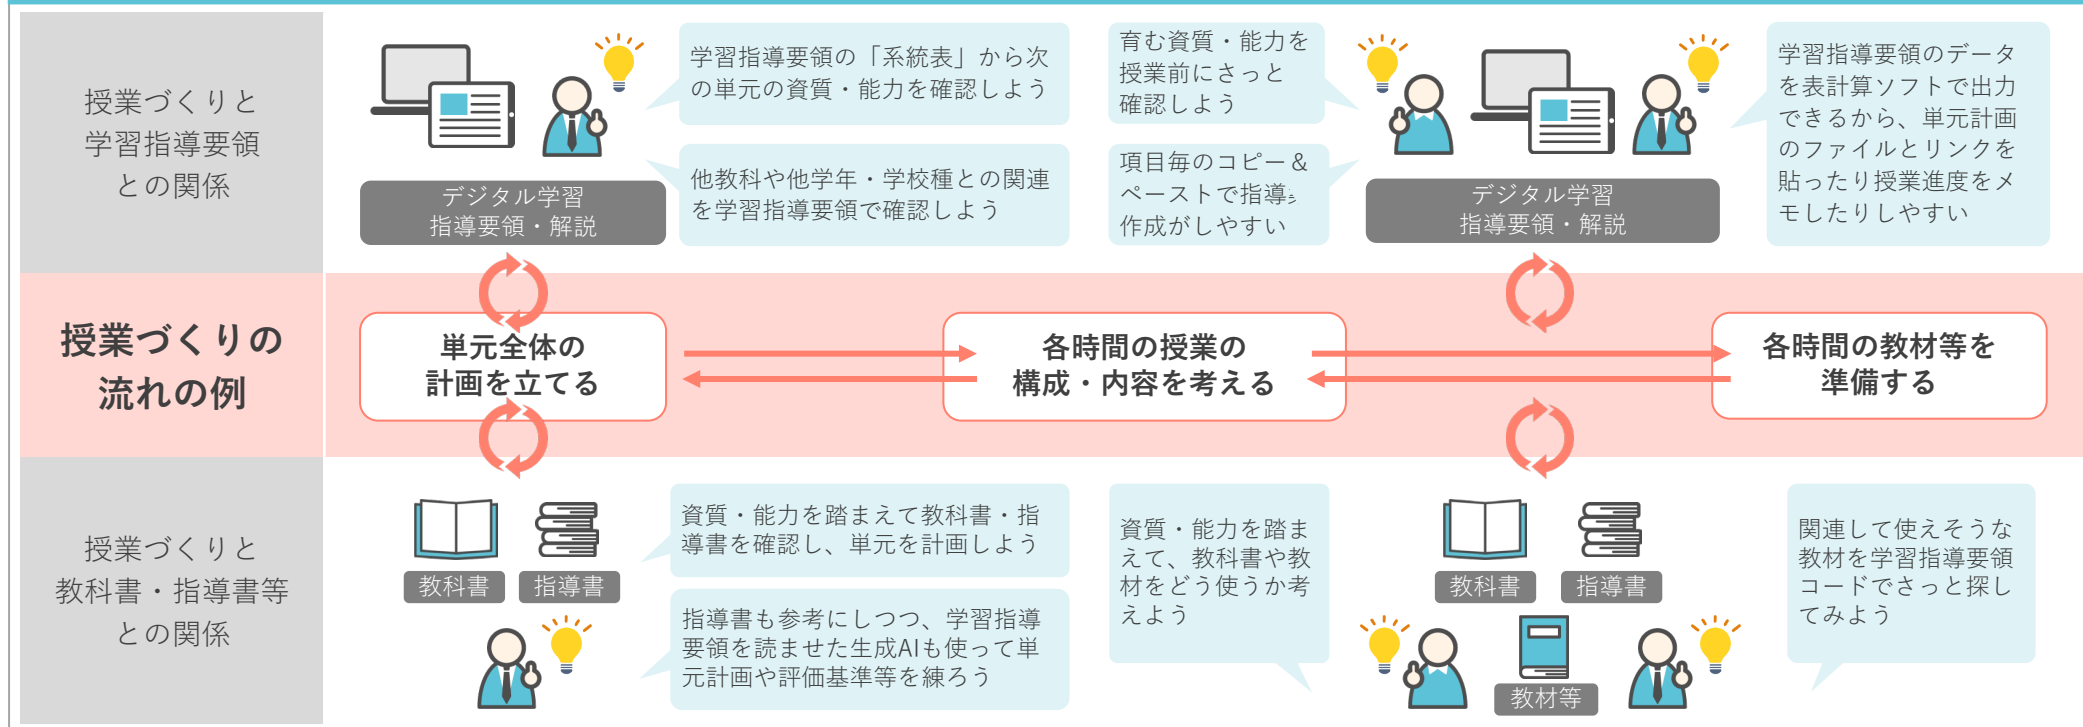 授業づくりと
学習指導要領
との関係
学習指導要領の「系統表」から次
の単元の資質・能力を確認しよう
他教科や他学年・学校種との関連
を学習指導要領で確認しよう
デジタル学習
指導要領・解説
育む資質・能力を
授業前にさっと
確認しよう
項目毎のコピー＆
ペーストで指導
作成がしやすい
デジタル学習
指導要領・解説
学習指導要領のデータ
を表計算ソフトで出力
できるから、単元計画
のファイルとリンクを
貼ったり授業進度をメ
モしたりしやすい
授業づくりの
流れの例
単元全体の
計画を立てる
各時間の授業の
構成・内容を考える
各時間の教材等を
準備する
授業づくりと
教科書・指導書等
との関係
教科書
指導書
資質・能力を踏まえて教科書・指
導書を確認し、単元を計画しよう
指導書も参考にしつつ、学習指導
要領を読ませた生成AIも使って単
元計画や評価基準等を練ろう
資質・能力を踏ま
えて、教科書や教
材をどう使うか考
えよう
教科書
指導書
教材等
関連して使えそうな
教材を学習指導要領
コードでさっと探し
てみよう